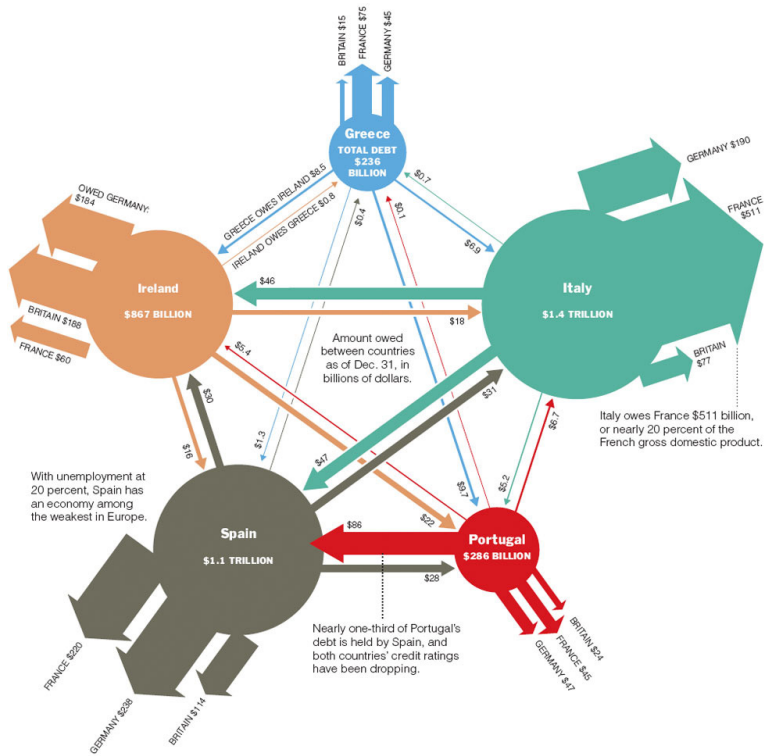 BRITAIN $15
FRANCE $75
GERMANY $45
Greece
TOTAL DEBT
$236
BILLION
GREECE OWES IRELAND $8.5
IRELAND OWES GREECE $0.8
$0.4
$0.1
$0.7
$6.9
GERMANY $190
FRANCE
$511
OWED GERMANY:
$184
Ireland
$867 BILLION
BRITAIN $188
FRANCE $60
$46
$18
Italy
$1.4 TRILLION
BRITAIN
$77
Amount owed
between countries
as of Dec. 31, in
billions of dollars.
$5.4
$30
$16
$1.3
$31
$47
$9.7
$5.2
$6.7
Italy owes France $511 billion,
or nearly 20 percent of the
French gross domestic product.
With unemployment at
20 percent, Spain has
an economy among
the weakest in Europe.
Spain
$1.1 TRILLION
$86
$22
$28
Portugal
$286 BILLION
Nearly one-third of Portugal's
debt is held by Spain, and
both countries' credit ratings
have been dropping.
FRANCE $220
GERMANY $238
BRITAIN $114
GERMANY $47
FRANCE $45
BRITAIN $24